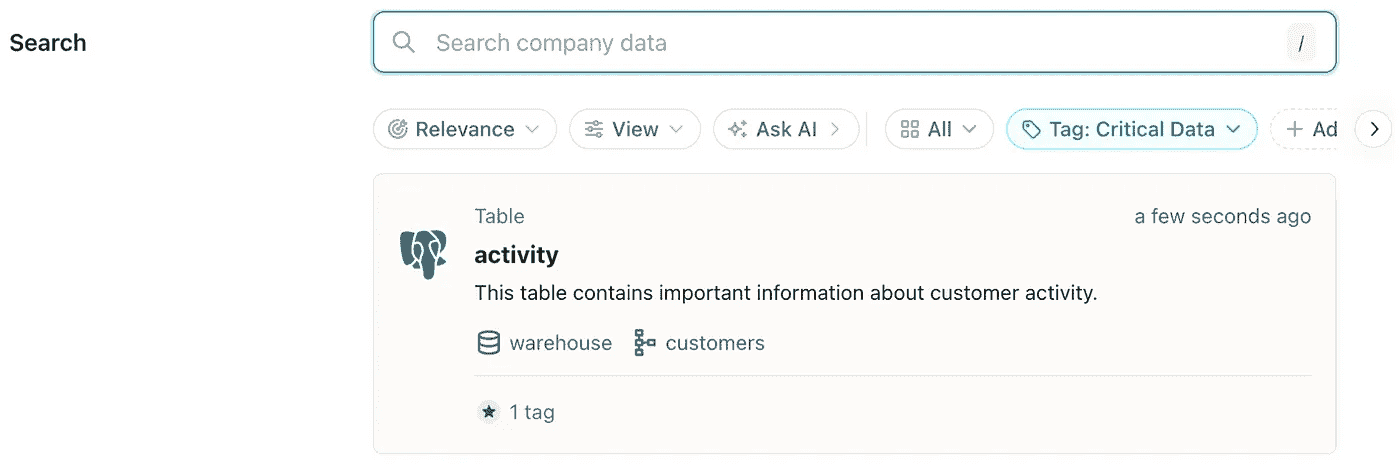 Search
Search company data /
Relevance View Ask AI All Tag: Critical Data + Ad
Table a few seconds ago
activity
This table contains important information about customer activity.
warehouse customers
1 tag